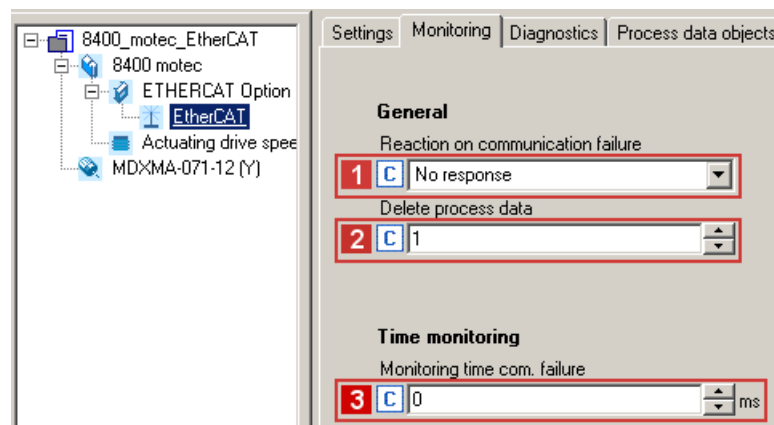 8400_motec_EtherCAT
8400 motec
ETHERCAT Option
EtherCAT
Actuating drive spee
MDXMA-071-12 (Y)
Settings Monitoring Diagnostics Process data objects
General
Reaction on communication failure
1 C No response
Delete process data
2 C 1
Time monitoring
Monitoring time com. failure
3 C 0 ms